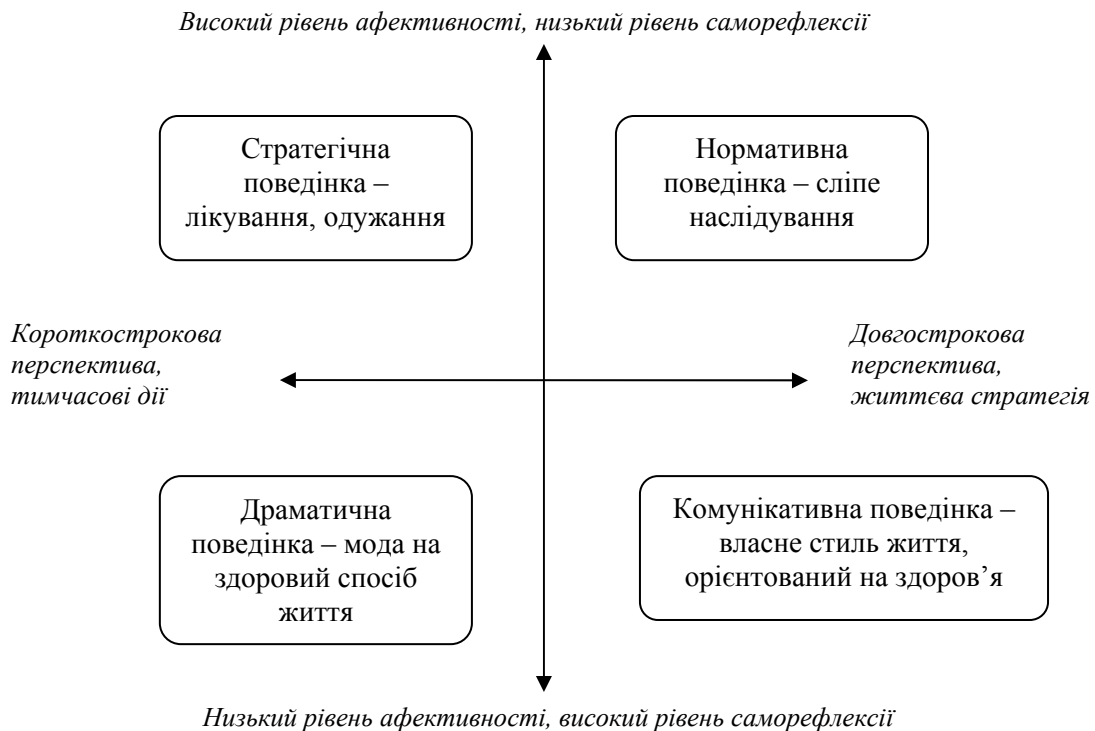 Високий рівень афективності, низький рівень саморефлексії
Стратегічна
поведінка –
лікування, одужання
Нормативна
поведінка – сліпе
наслідування
Короткострокова
перспектива,
тимчасові дії
Довгострокова
перспектива,
життєва стратегія
Драматична
поведінка – мода на
здоровий спосіб
життя
Комунікативна поведінка –
власне стиль життя,
орієнтований на здоров’я
Низький рівень афективності, високий рівень саморефлексії